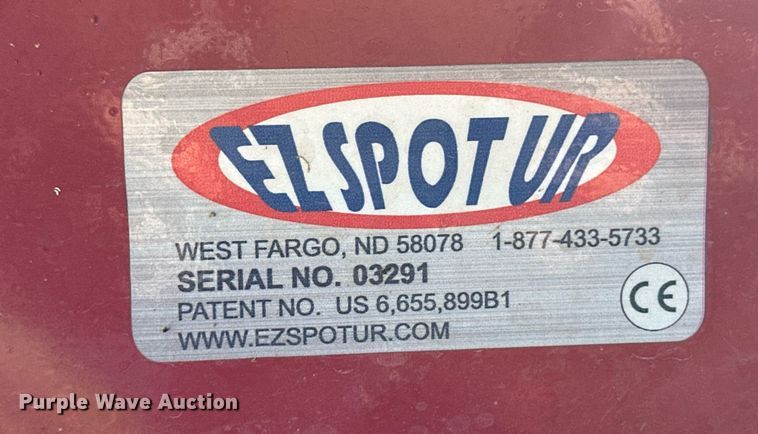 EZ SPOT UR
WEST FARGO, ND 58078 1-877-433-5733
SERIAL NO. 03291
PATENT NO. US 6,655,899B1
WWW.EZSPOTUR.COM
CE
Purple Wave Auction